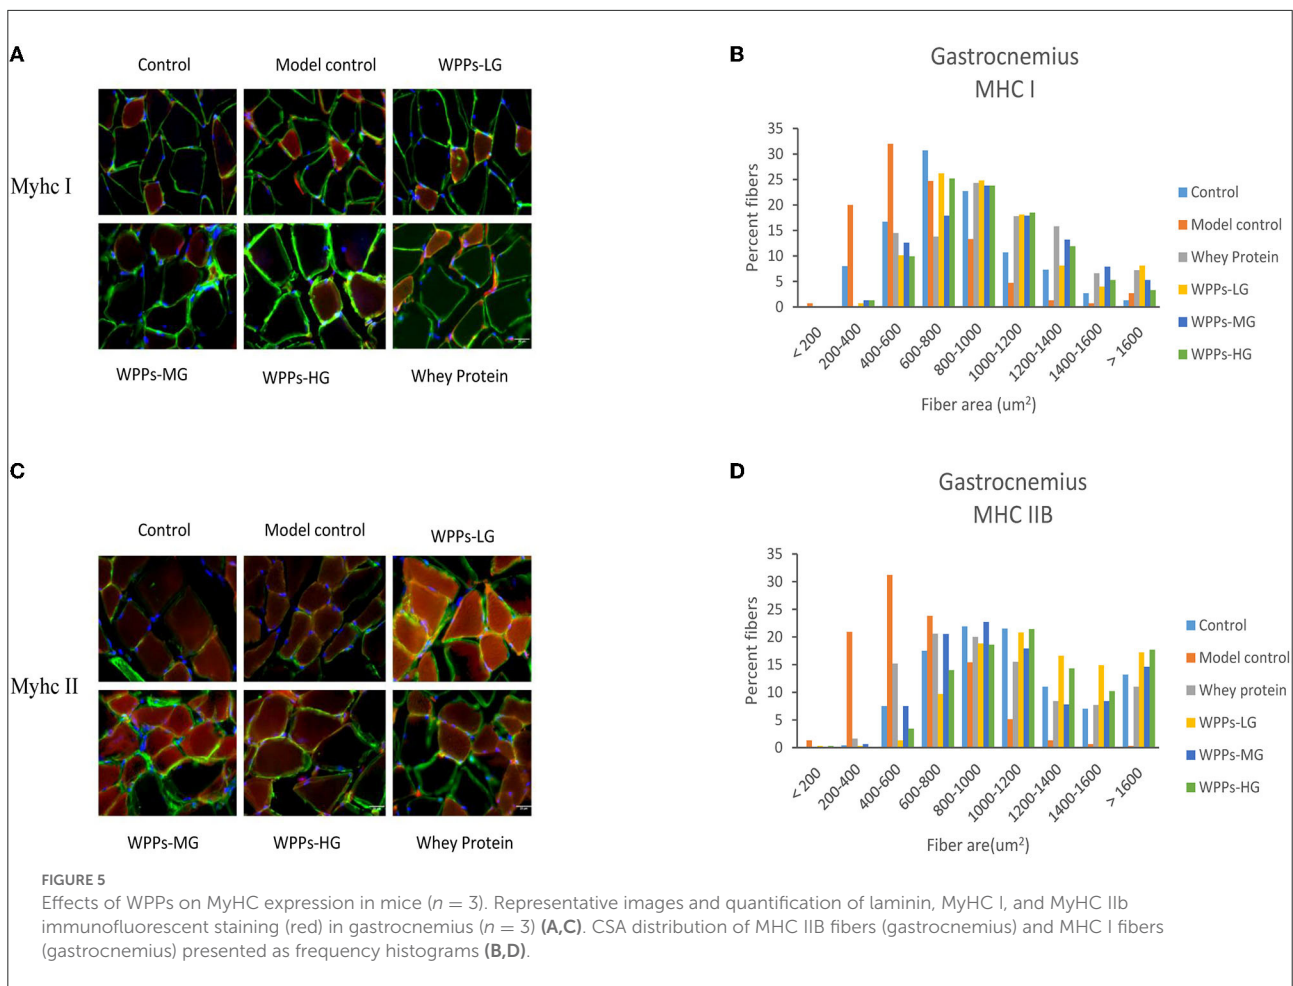 A
Control
Model control
WPPs-LG
Myhc I
WPPs-MG
WPPs-HG
Whey Protein
B
Gastrocnemius
MHC I
35
30
25
20
15
10
5
0
Percent fibers
< 200
200-400
400-600
600-800
800-1000
1000-1200
1200-1400
1400-1600
> 1600
Fiber area (um²)
Control
Model control
Whey Protein
WPPs-LG
WPPs-MG
WPPs-HG
C
Control
Model control
WPPs-LG
Myhc II
WPPs-MG
WPPs-HG
Whey Protein
D
Gastrocnemius
MHC IIB
35
30
25
20
15
10
5
0
Percent fibers
< 200
200-400
400-600
600-800
800-1000
1000-1200
1200-1400
1400-1600
> 1600
Fiber are(um²)
Control
Model control
Whey protein
WPPs-LG
WPPs-MG
WPPs-HG
FIGURE 5
Effects of WPPs on MyHC expression in mice (n = 3). Representative images and quantification of laminin, MyHC I, and MyHC IIb
immunofluorescent staining (red) in gastrocnemius (n = 3) (A,C). CSA distribution of MHC IIB fibers (gastrocnemius) and MHC I fibers
(gastrocnemius) presented as frequency histograms (B,D).